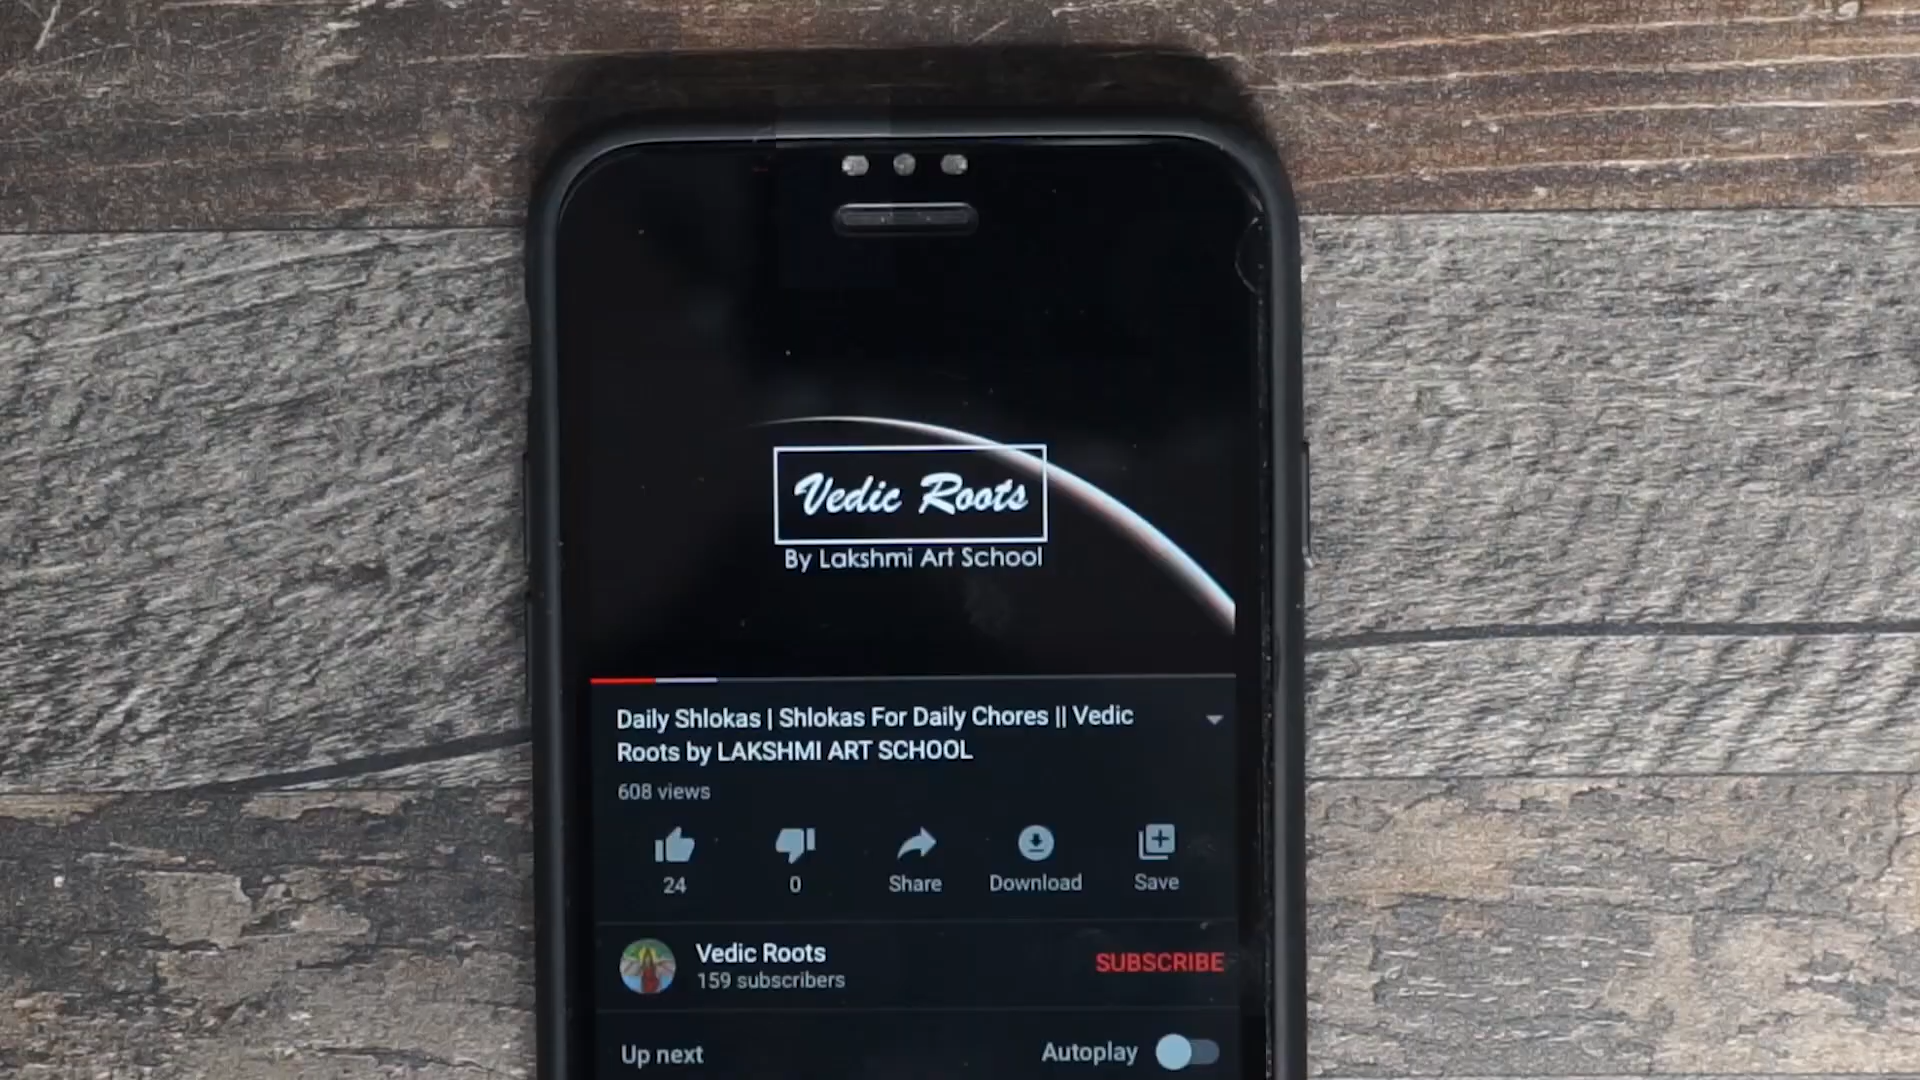 Vedic Roots
By Lakshmi Art School
Daily Shlokas | Shlokas For Daily Chores || Vedic
Roots by LAKSHMI ART SCHOOL
608 views
24
0
Share
Download
Save
Vedic Roots
159 subscribers
SUBSCRIBE
Up next
Autoplay